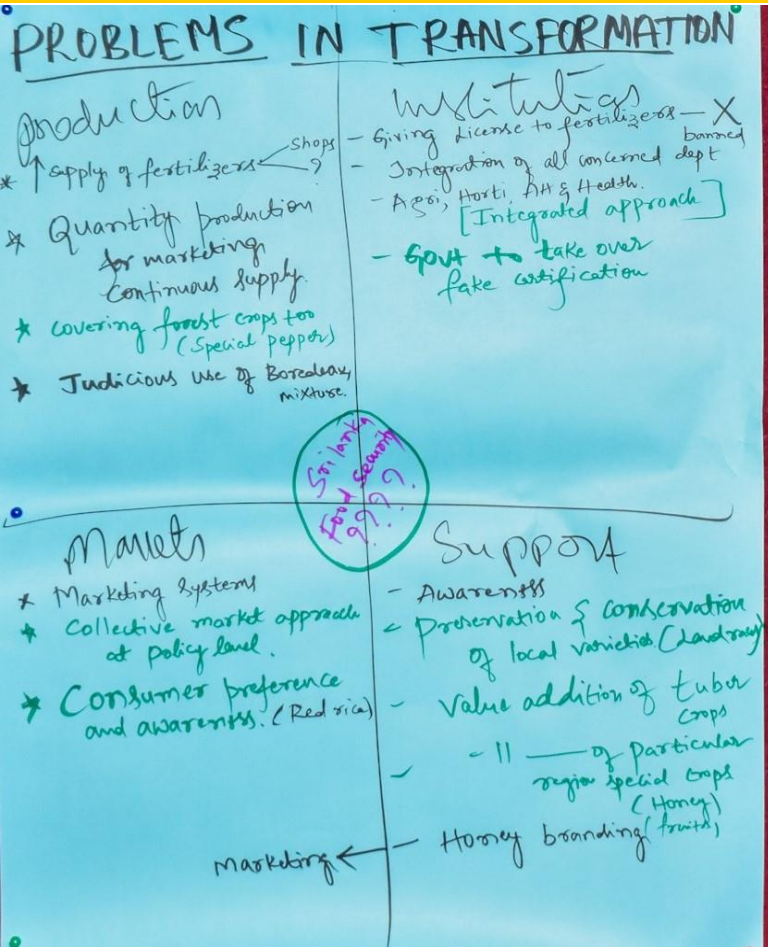 PROBLEMS IN TRANSFORMATION
production
* ↑ supply of fertilizers < Shops
?
* Quantity production
for marketing
Continuous supply.
* covering forest crops too
(Special pepper)
* Judicious use of Boredeaux
mixture.
Institutions
- Giving License to fertilizers — X
banned
- Integration of all concerned dept
- Agri, Horti, AH & Health.
[Integrated approach]
- Govt to take over
fake certification
Srilanka
Food security
? ? ? ?
Markets
* Marketing Systems
* Collective market approach
at policy level.
* Consumer preference
and awareness. (Red rice)
Support
- Awareness
- Preservation & conservation
of local varieties (Landraces)
- Value addition of tuber
crops
- -11- of particular
region special crops
(Honey)
(fruits)
- Honey branding
Marketing ←